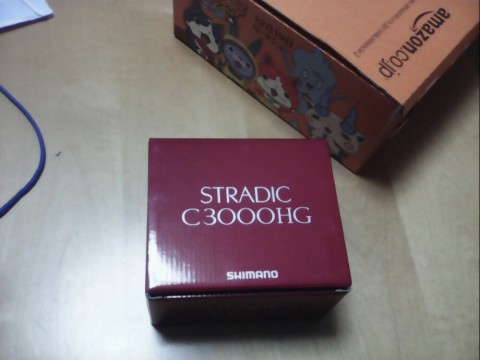 amazon.co.jp
STRADIC
C3000HG
SHIMANO